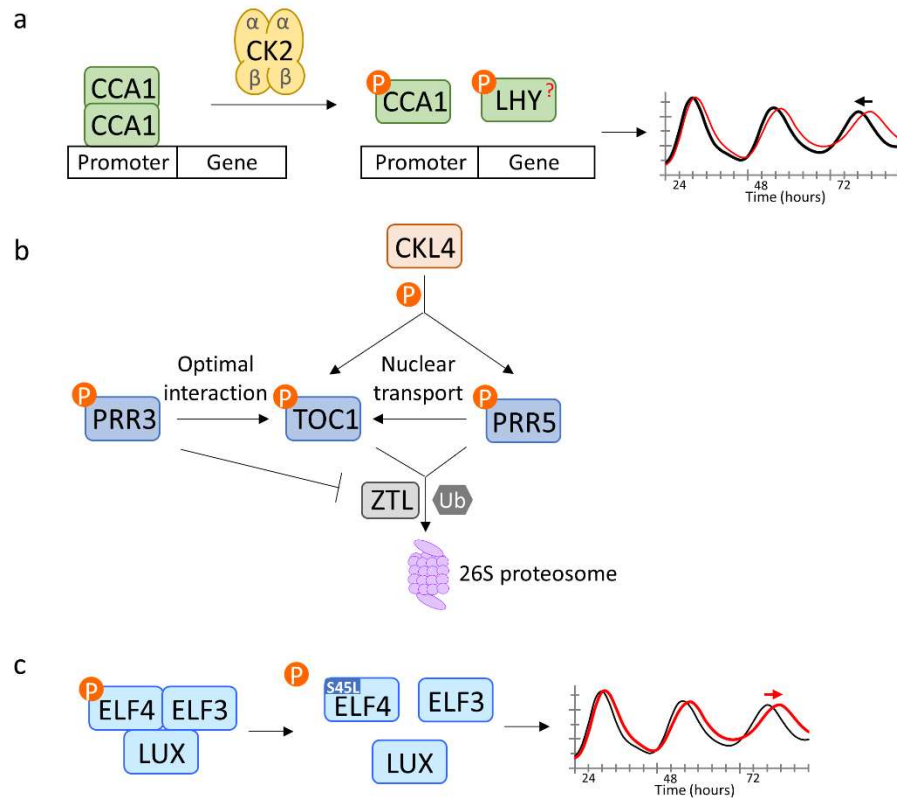 a
α α
CK2
β β
CCA1
CCA1
Promoter Gene
P
CCA1
P
LHY ?
Promoter Gene
24 48 72
Time (hours)
b
CKL4
P
Optimal
interaction
Nuclear
transport
P
PRR3
P
TOC1
P
PRR5
ZTL
Ub
26S proteosome
c
P
ELF4 ELF3
LUX
P
S45L
ELF4
ELF3
LUX
24 48 72
Time (hours)